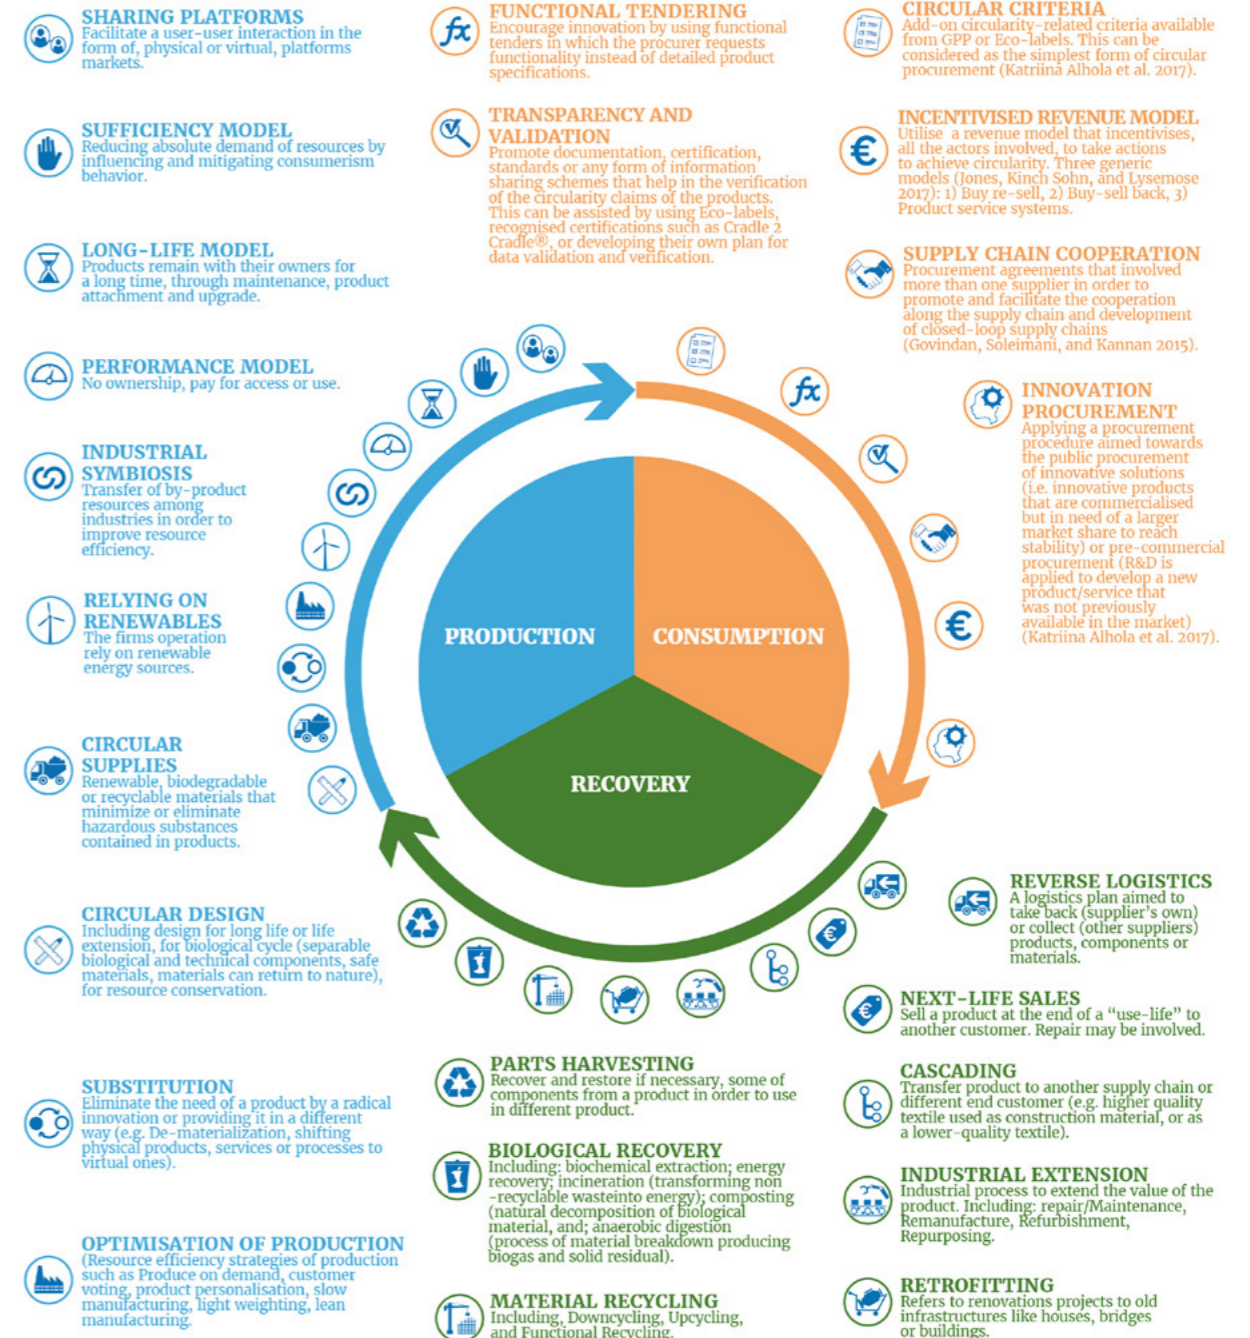 SHARING PLATFORMS
Facilitate a user-user interaction in the
form of, physical or virtual, platforms
markets.
SUFFICIENCY MODEL
Reducing absolute demand of resources by
influencing and mitigating consumerism
behavior.
LONG-LIFE MODEL
Products remain with their owners for
a long time, through maintenance, product
attachment and upgrade.
PERFORMANCE MODEL
No ownership, pay for access or use.
INDUSTRIAL
SYMBIOSIS
Transfer of by-product
resources among
industries in order to
improve resource
efficiency.
RELYING ON
RENEWABLES
The firms operation
rely on renewable
energy sources.
CIRCULAR
SUPPLIES
Renewable, biodegradable
or recyclable materials that
minimize or eliminate
hazardous substances
contained in products.
CIRCULAR DESIGN
Including design for long life or life
extension, for biological cycle (separable
biological and technical components, safe
materials, materials can return to nature),
for resource conservation.
SUBSTITUTION
Eliminate the need of a product by a radical
innovation or providing it in a different
way (e.g. De-materialization, shifting
physical products, services or processes to
virtual ones).
OPTIMISATION OF PRODUCTION
(Resource efficiency strategies of production
such as Produce on demand, customer
voting, product personalisation, slow
manufacturing, light weighting, lean
manufacturing.
fx
FUNCTIONAL TENDERING
Encourage innovation by using functional
tenders in which the procurer requests
functionality instead of detailed product
specifications.
TRANSPARENCY AND
VALIDATION
Promote documentation, certification,
standards or any form of information
sharing schemes that help in the verification
of the circularity claims of the products.
This can be assisted by using Eco-labels,
recognised certifications such as Cradle 2
Cradle®, or developing their own plan for
data validation and verification.
CIRCULAR CRITERIA
Add-on circularity-related criteria available
from GPP or Eco-labels. This can be
considered as the simplest form of circular
procurement (Katriina Alhola et al. 2017).
€
INCENTIVISED REVENUE MODEL
Utilise a revenue model that incentivises,
all the actors involved, to take actions
to achieve circularity. Three generic
models (Jones, Kinch Sohn, and Lysemose
2017): 1) Buy re-sell, 2) Buy-sell back, 3)
Product service systems.
SUPPLY CHAIN COOPERATION
Procurement agreements that involved
more than one supplier in order to
promote and facilitate the cooperation
along the supply chain and development
of closed-loop supply chains
(Govindan, Soleimani, and Kannan 2015).
INNOVATION
PROCUREMENT
Applying a procurement
procedure aimed towards
the public procurement
of innovative solutions
(i.e. innovative products
that are commercialised
but in need of a larger
market share to reach
stability) or pre-commercial
procurement (R&D is
applied to develop a new
product/service that
was not previously
available in the market)
(Katriina Alhola et al. 2017).
fx
€
PRODUCTION
CONSUMPTION
RECOVERY
€
REVERSE LOGISTICS
A logistics plan aimed to
take back (supplier's own)
or collect (other suppliers)
products, components or
materials.
€
NEXT-LIFE SALES
Sell a product at the end of a “use-life” to
another customer. Repair may be involved.
CASCADING
Transfer product to another supply chain or
different end customer (e.g. higher quality
textile used as construction material, or as
a lower-quality textile).
INDUSTRIAL EXTENSION
Industrial process to extend the value of the
product. Including: repair/Maintenance,
Remanufacture, Refurbishment,
Repurposing.
RETROFITTING
Refers to renovations projects to old
infrastructures like houses, bridges
or buildings.
PARTS HARVESTING
Recover and restore if necessary, some of
components from a product in order to use
in different product.
BIOLOGICAL RECOVERY
Including: biochemical extraction; energy
recovery; incineration (transforming non
-recyclable wasteinto energy); composting
(natural decomposition of biological
material, and; anaerobic digestion
(process of material breakdown producing
biogas and solid residual).
MATERIAL RECYCLING
Including, Downcycling, Upcycling,
and Functional Recycling.